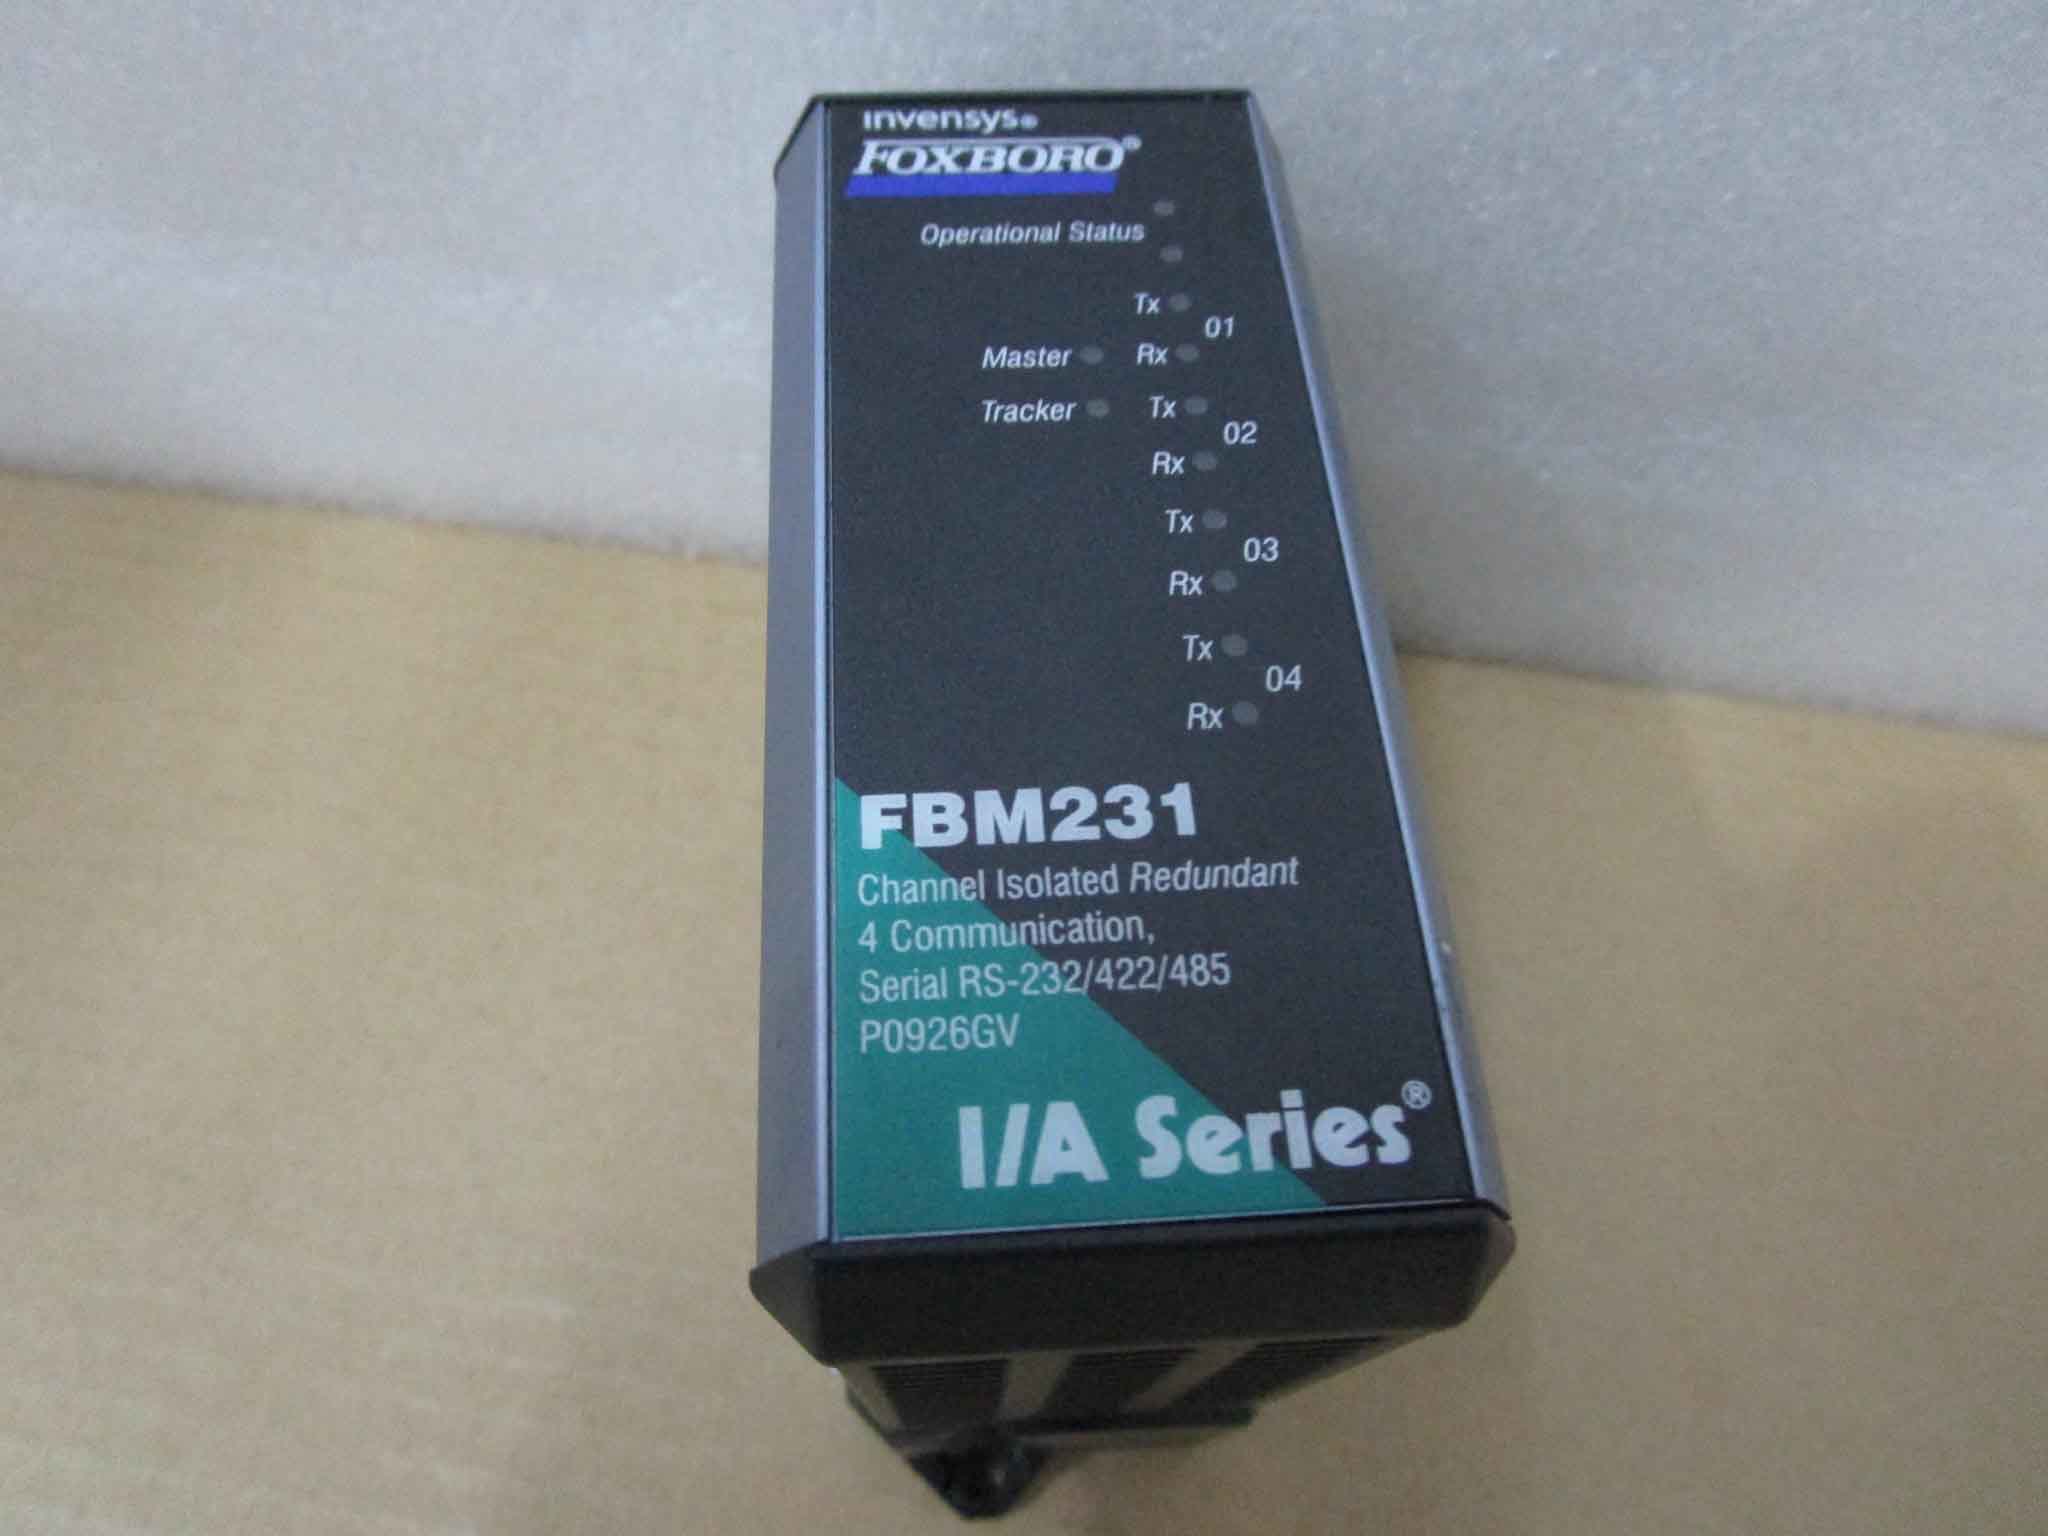 invensys®
FOXBORO®
Operational Status
Tx
01
Master Rx
Tracker Tx
02
Rx
Tx
03
Rx
Tx
04
Rx
FBM231
Channel Isolated Redundant
4 Communication,
Serial RS-232/422/485
P0926GV
I/A Series®